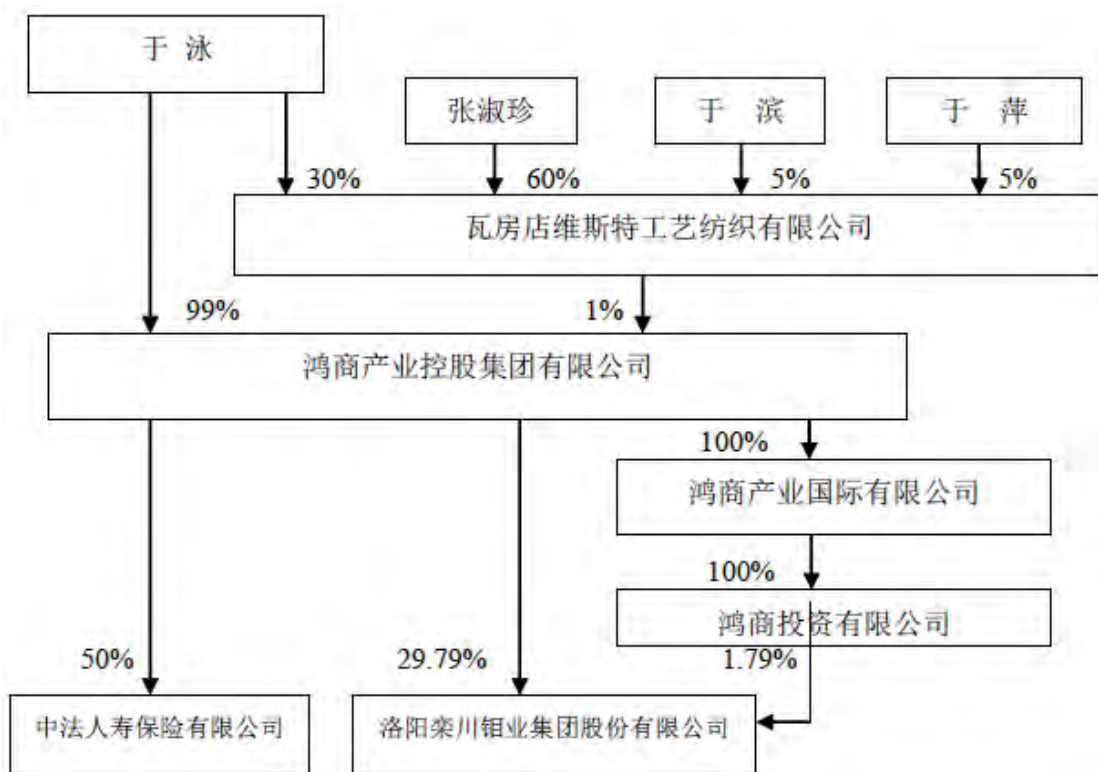 于 泳
张淑珍
于 滨
于 萍
30%
60%
5%
5%
瓦房店维斯特工艺纺织有限公司
99%
1%
鸿商产业控股集团有限公司
100%
鸿商产业国际有限公司
100%
鸿商投资有限公司
50%
29.79%
1.79%
中法人寿保险有限公司
洛阳栾川钼业集团股份有限公司